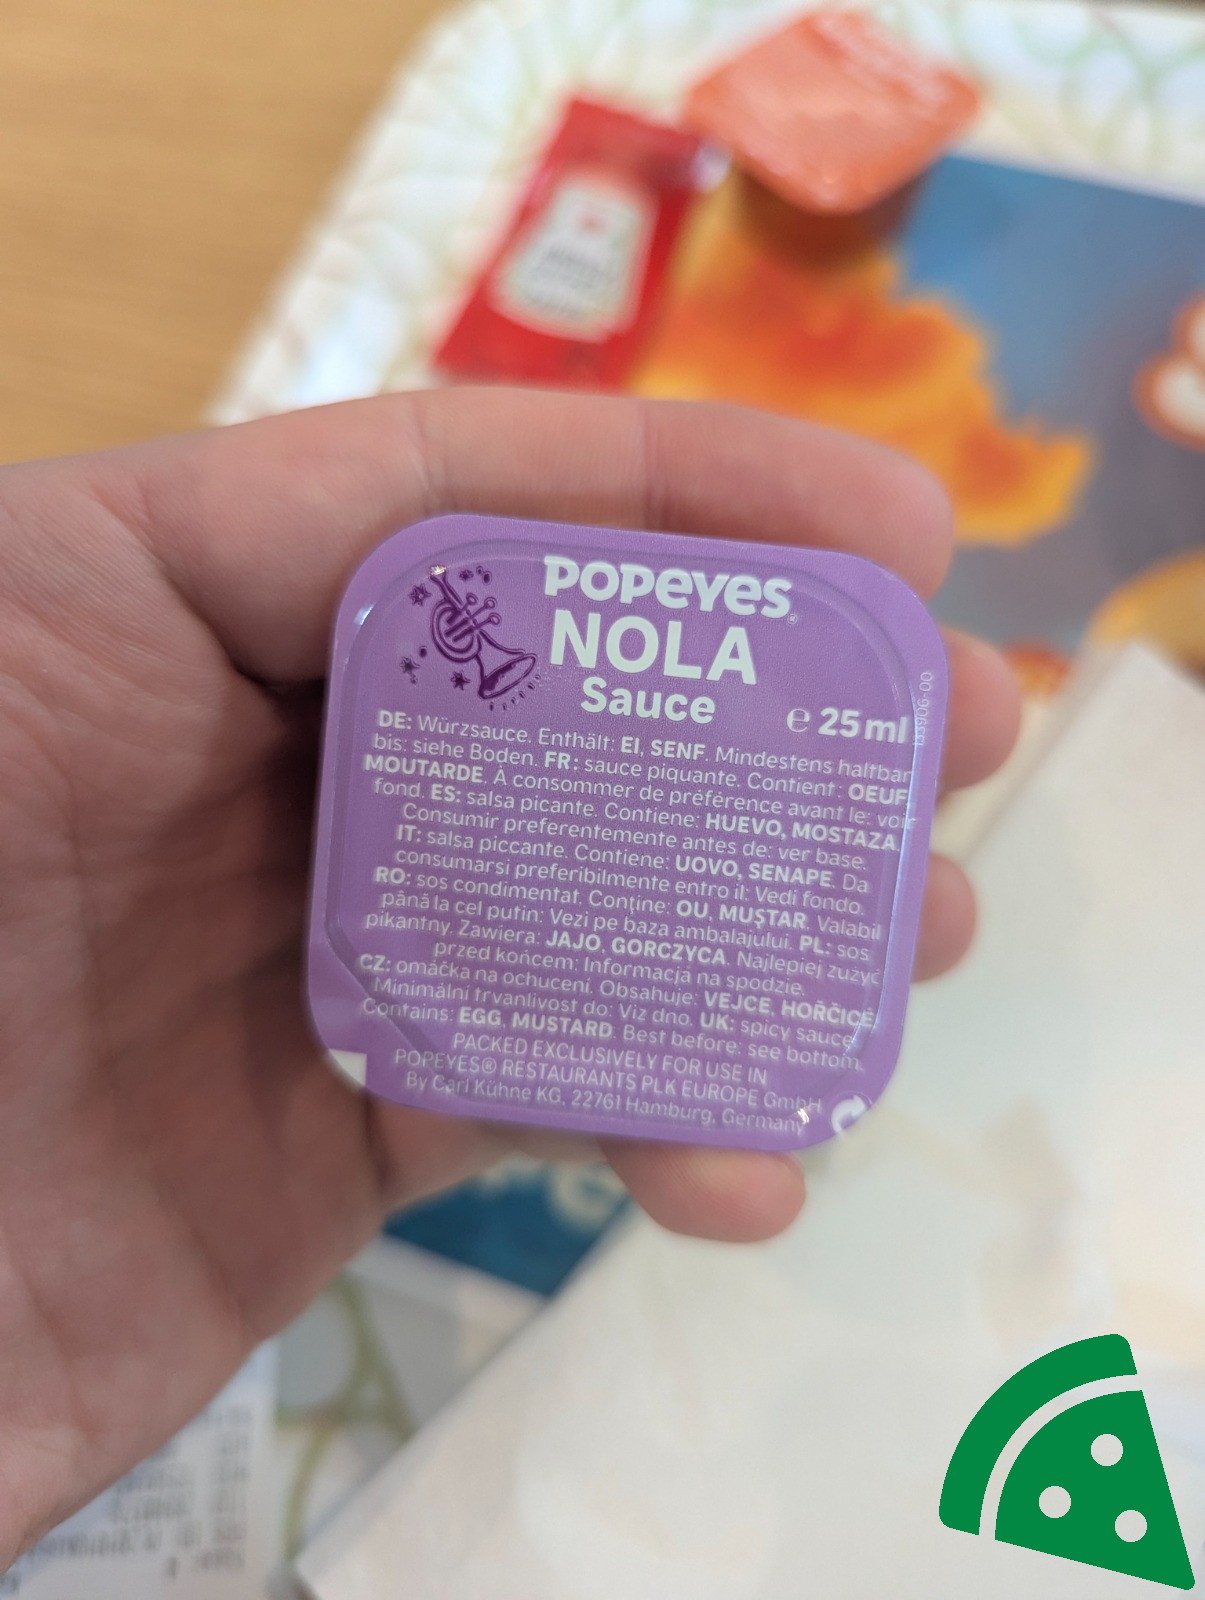 POPEYES®
NOLA
Sauce
℮ 25 ml
133906-00
DE: Würzsauce. Enthält: EI, SENF. Mindestens haltbar
bis: siehe Boden. FR: sauce piquante. Contient: OEUF,
MOUTARDE. À consommer de préférence avant le: voir
fond. ES: salsa picante. Contiene: HUEVO, MOSTAZA.
Consumir preferentemente antes de: ver base.
IT: salsa piccante. Contiene: UOVO, SENAPE. Da
consumarsi preferibilmente entro il: Vedi fondo.
RO: sos condimentat. Conține: OU, MUȘTAR. Valabil
până la cel puțin: Vezi pe baza ambalajului. PL: sos
pikantny. Zawiera: JAJO, GORCZYCA. Najlepiej zużyć
przed końcem: Informacja na spodzie.
CZ: omáčka na ochucení. Obsahuje: VEJCE, HOŘČICE.
Minimální trvanlivost do: Viz dno. UK: spicy sauce.
Contains: EGG, MUSTARD. Best before: see bottom.
PACKED EXCLUSIVELY FOR USE IN
POPEYES® RESTAURANTS PLK EUROPE GmbH
By Carl Kühne KG, 22761 Hamburg, Germany